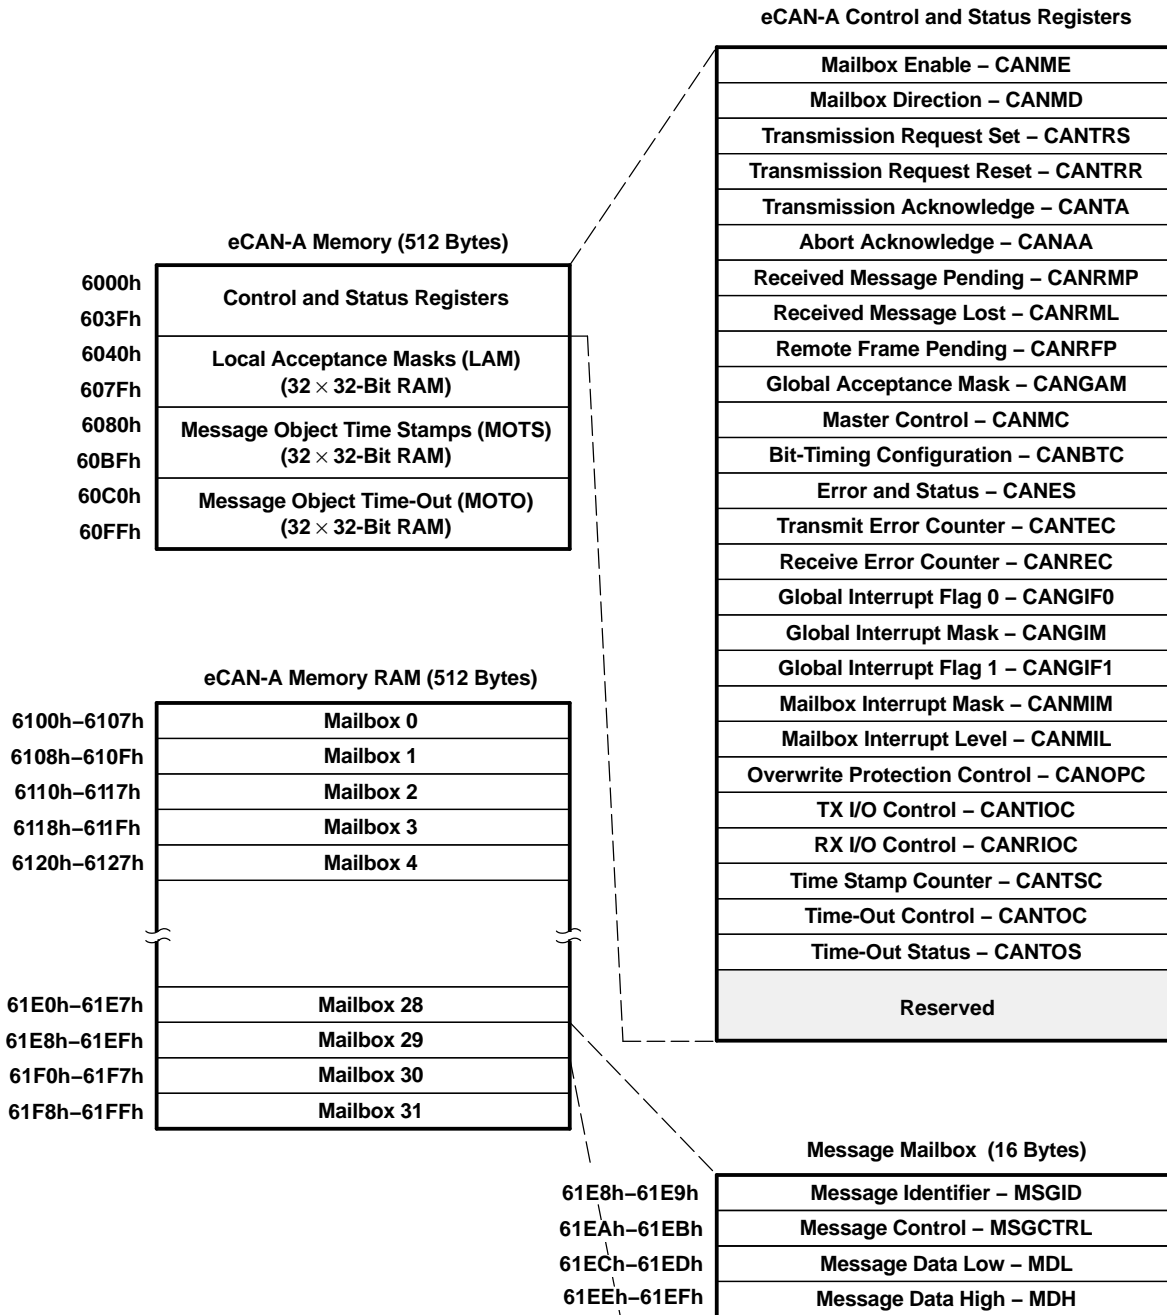 eCAN-A Control and Status Registers
Mailbox Enable – CANME
Mailbox Direction – CANMD
Transmission Request Set – CANTRS
Transmission Request Reset – CANTRR
Transmission Acknowledge – CANTA
Abort Acknowledge – CANAA
Received Message Pending – CANRMP
Received Message Lost – CANRML
Remote Frame Pending – CANRFP
Global Acceptance Mask – CANGAM
Master Control – CANMC
Bit-Timing Configuration – CANBTC
Error and Status – CANES
Transmit Error Counter – CANTEC
Receive Error Counter – CANREC
Global Interrupt Flag 0 – CANGIF0
Global Interrupt Mask – CANGIM
Global Interrupt Flag 1 – CANGIF1
Mailbox Interrupt Mask – CANMIM
Mailbox Interrupt Level – CANMIL
Overwrite Protection Control – CANOPC
TX I/O Control – CANTIOC
RX I/O Control – CANRIOC
Time Stamp Counter – CANTSC
Time-Out Control – CANTOC
Time-Out Status – CANTOS
Reserved
eCAN-A Memory (512 Bytes)
6000h
Control and Status Registers
603Fh
6040h
Local Acceptance Masks (LAM)
(32 × 32-Bit RAM)
607Fh
6080h
Message Object Time Stamps (MOTS)
(32 × 32-Bit RAM)
60BFh
60C0h
Message Object Time-Out (MOTO)
(32 × 32-Bit RAM)
60FFh
eCAN-A Memory RAM (512 Bytes)
6100h–6107h Mailbox 0
6108h–610Fh Mailbox 1
6110h–6117h Mailbox 2
6118h–611Fh Mailbox 3
6120h–6127h Mailbox 4
61E0h–61E7h Mailbox 28
61E8h–61EFh Mailbox 29
61F0h–61F7h Mailbox 30
61F8h–61FFh Mailbox 31
Message Mailbox (16 Bytes)
61E8h–61E9h Message Identifier – MSGID
61EAh–61EBh Message Control – MSGCTRL
61ECh–61EDh Message Data Low – MDL
61EEh–61EFh Message Data High – MDH